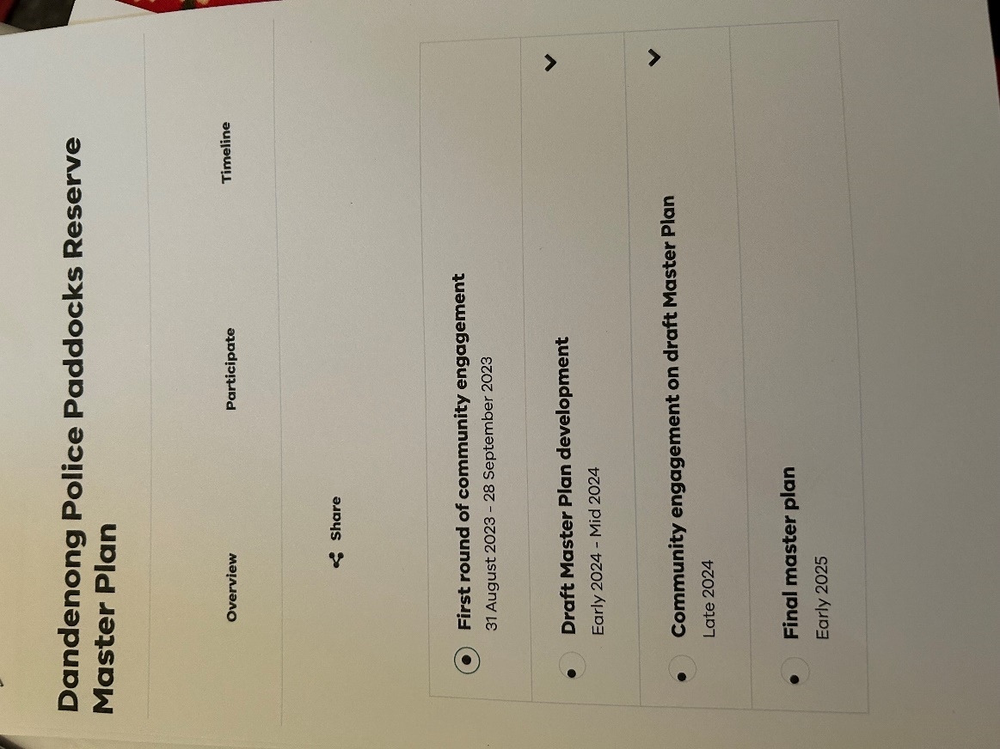 Dandenong Police Paddocks Reserve
Master Plan
Overview
Participate
Timeline
Share
First round of community engagement
31 August 2023 - 28 September 2023
Draft Master Plan development
Early 2024 - Mid 2024
Community engagement on draft Master Plan
Late 2024
Final master plan
Early 2025